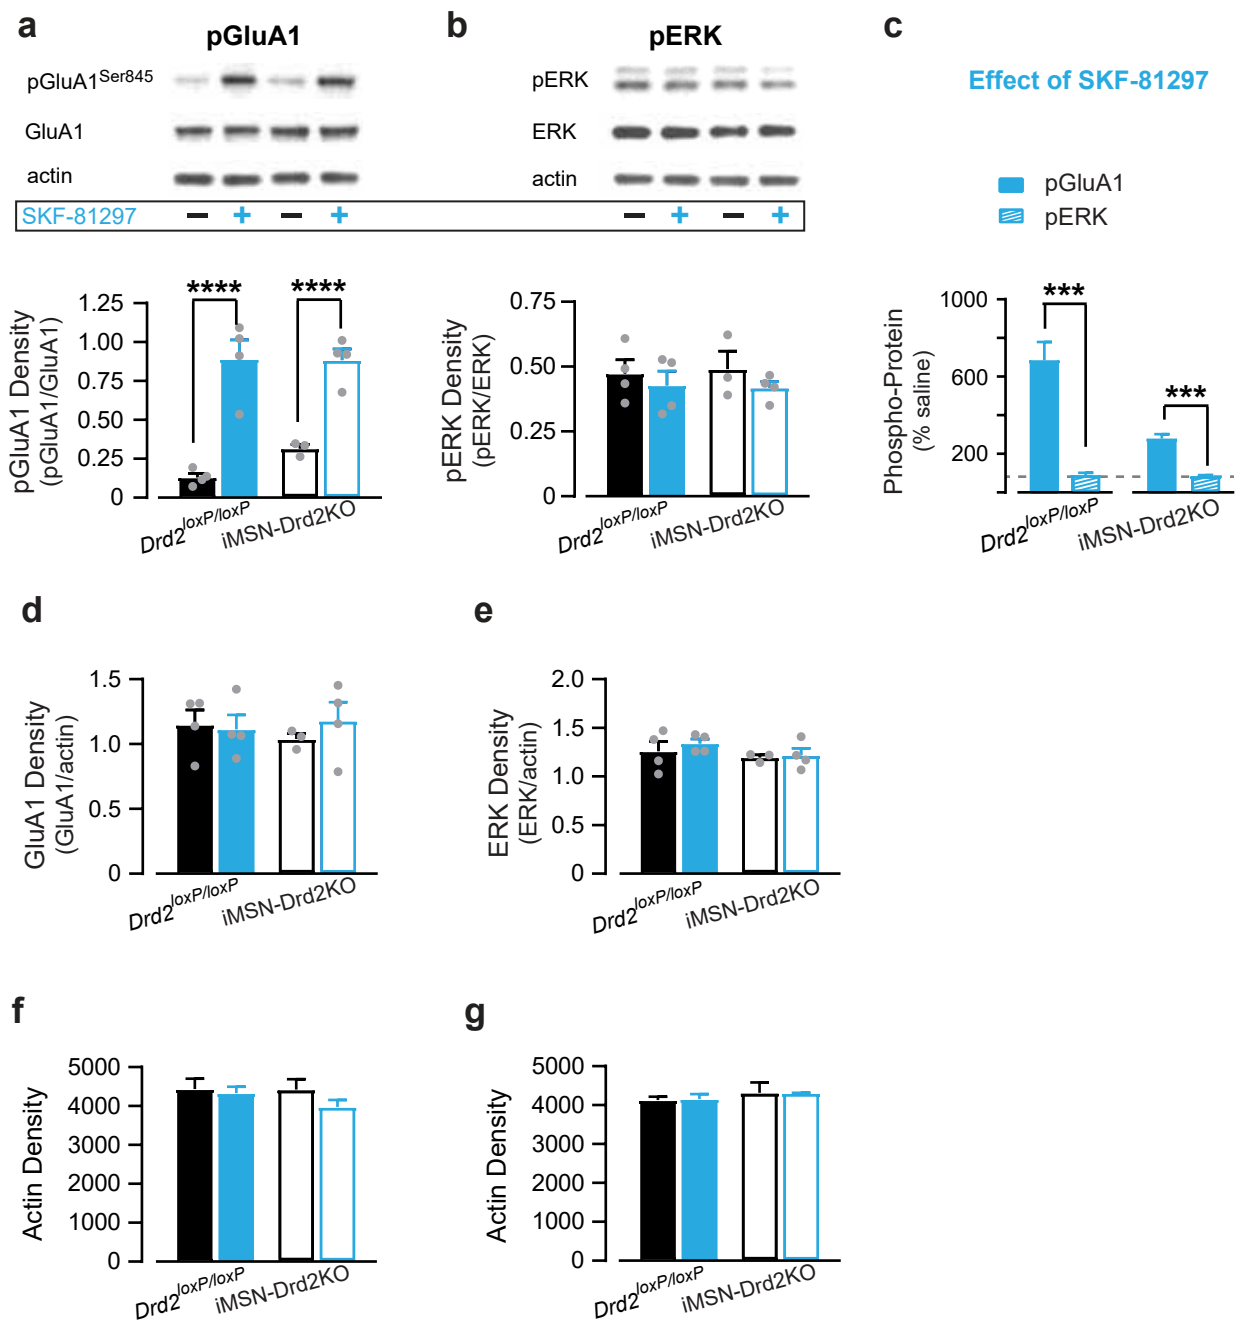 a
pGluA1
pGluA1Ser845
GluA1
actin
b
pERK
pERK
ERK
actin
SKF-81297 − + − + − + − +
c
Effect of SKF-81297
pGluA1
pERK
pGluA1 Density
(pGluA1/GluA1)
1.25
1.00
0.75
0.50
0.25
0
****
****
Drd2loxP/loxP
iMSN-Drd2KO
pERK Density
(pERK/ERK)
0.75
0.50
0.25
0
Drd2loxP/loxP
iMSN-Drd2KO
Phospho-Protein
(% saline)
1000
600
200
***
***
Drd2loxP/loxP
iMSN-Drd2KO
d
GluA1 Density
(GluA1/actin)
1.5
1.0
0.5
0
Drd2loxP/loxP
iMSN-Drd2KO
e
ERK Density
(ERK/actin)
2.0
1.5
1.0
0.5
0
Drd2loxP/loxP
iMSN-Drd2KO
f
Actin Density
5000
4000
3000
2000
1000
0
Drd2loxP/loxP
iMSN-Drd2KO
g
Actin Density
5000
4000
3000
2000
1000
0
Drd2loxP/loxP
iMSN-Drd2KO